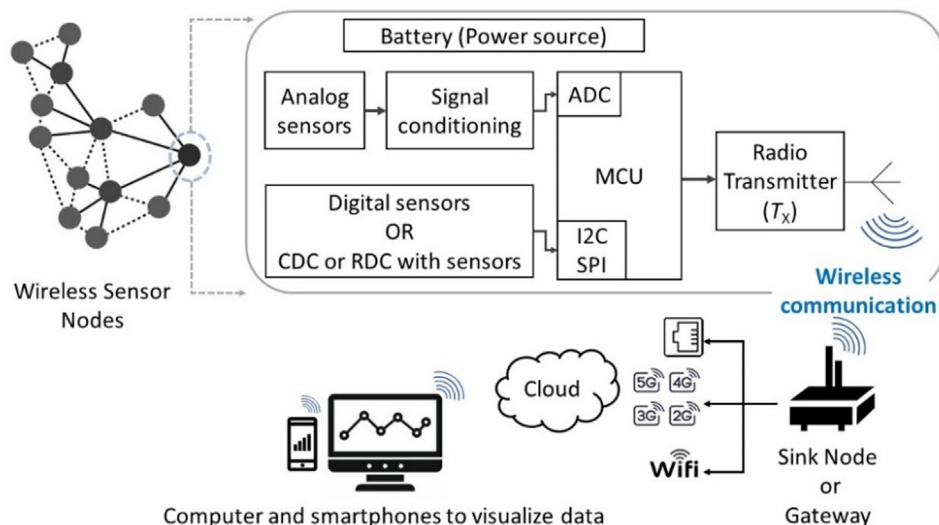 Battery (Power source)
Analog
sensors
Signal
conditioning
ADC
MCU
Radio
Transmitter
(Tx)
Digital sensors
OR
CDC or RDC with sensors
I2C
SPI
Wireless Sensor
Nodes
Wireless
communication
Cloud
5G 4G
3G 2G
Wifi
Sink Node
or
Gateway
Computer and smartphones to visualize data